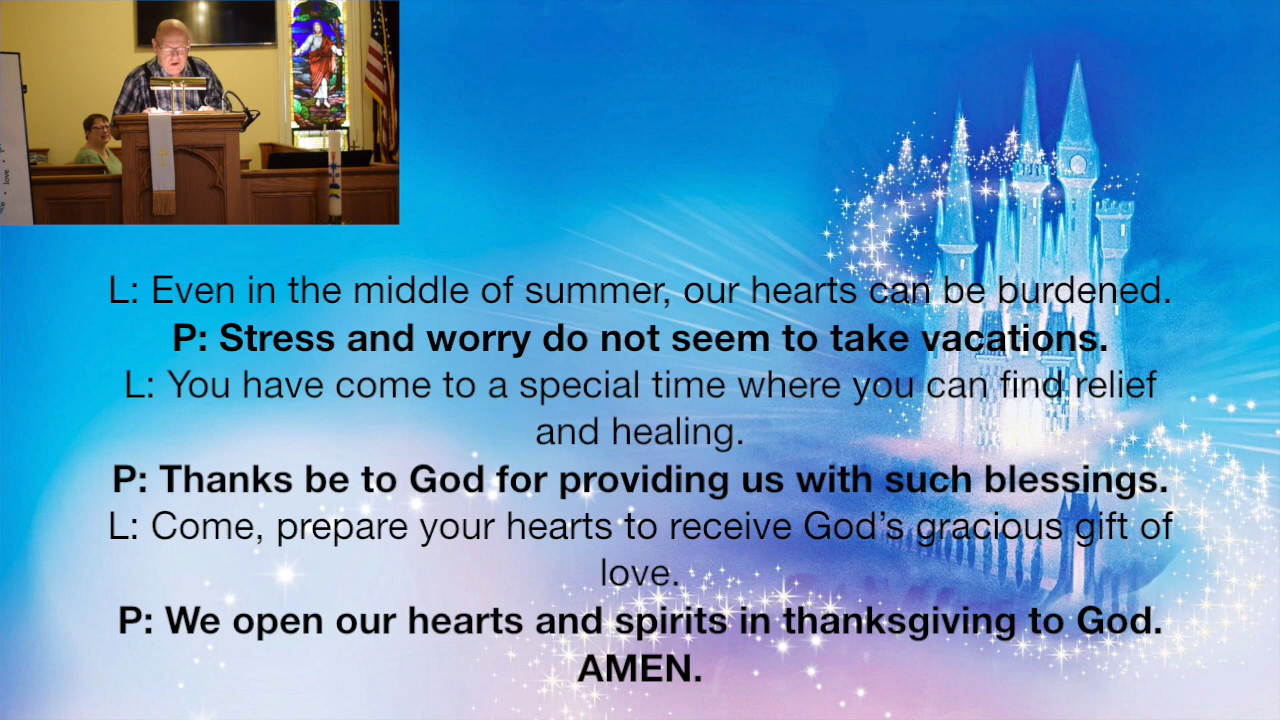 love
L: Even in the middle of summer, our hearts can be burdened.
P: Stress and worry do not seem to take vacations.
L: You have come to a special time where you can find relief
and healing.
P: Thanks be to God for providing us with such blessings.
L: Come, prepare your hearts to receive God’s gracious gift of
love.
P: We open our hearts and spirits in thanksgiving to God.
AMEN.